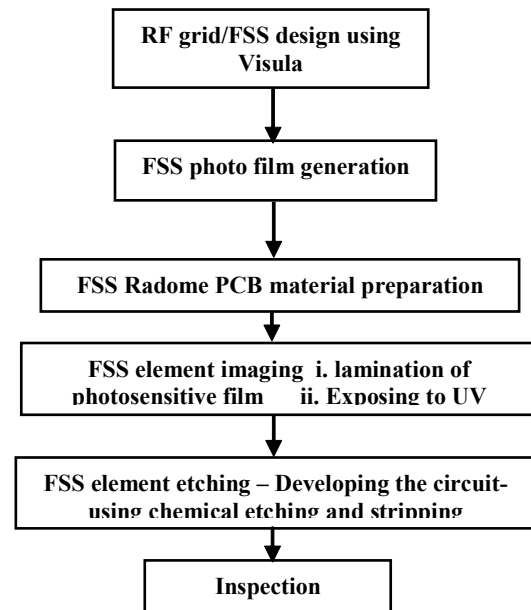 RF grid/FSS design using
Visula
FSS photo film generation
FSS Radome PCB material preparation
FSS element imaging i. lamination of
photosensitive film ii. Exposing to UV
FSS element etching – Developing the circuit-
using chemical etching and stripping
Inspection